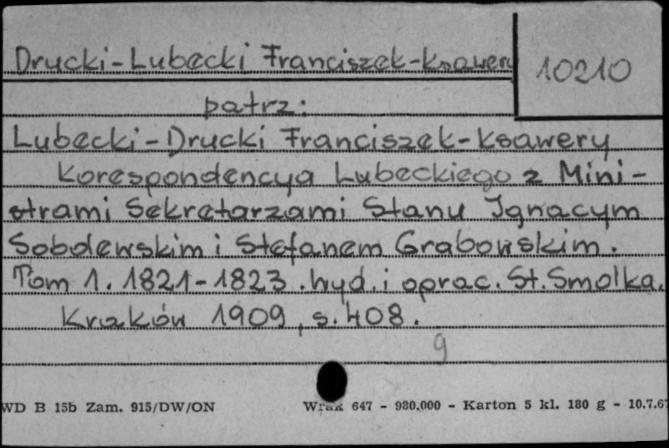 Drucki-Lubecki Franciszek-Ksawery
10210
patrz:
Lubecki-Drucki Franciszek-Ksawery
Korespondencya Lubeckiego z Mini-
strami Sekretarzami Stanu Ignacym
Sobolewskim i Stefanem Grabowskim.
Tom 1. 1821-1823. Wyd. i oprac. St. Smolka.
Kraków 1909, s. 408.
9
WD B 15b Zam. 915/DW/ON
647 - 980.000 - Karton 5 kl. 180 g - 10.7.67